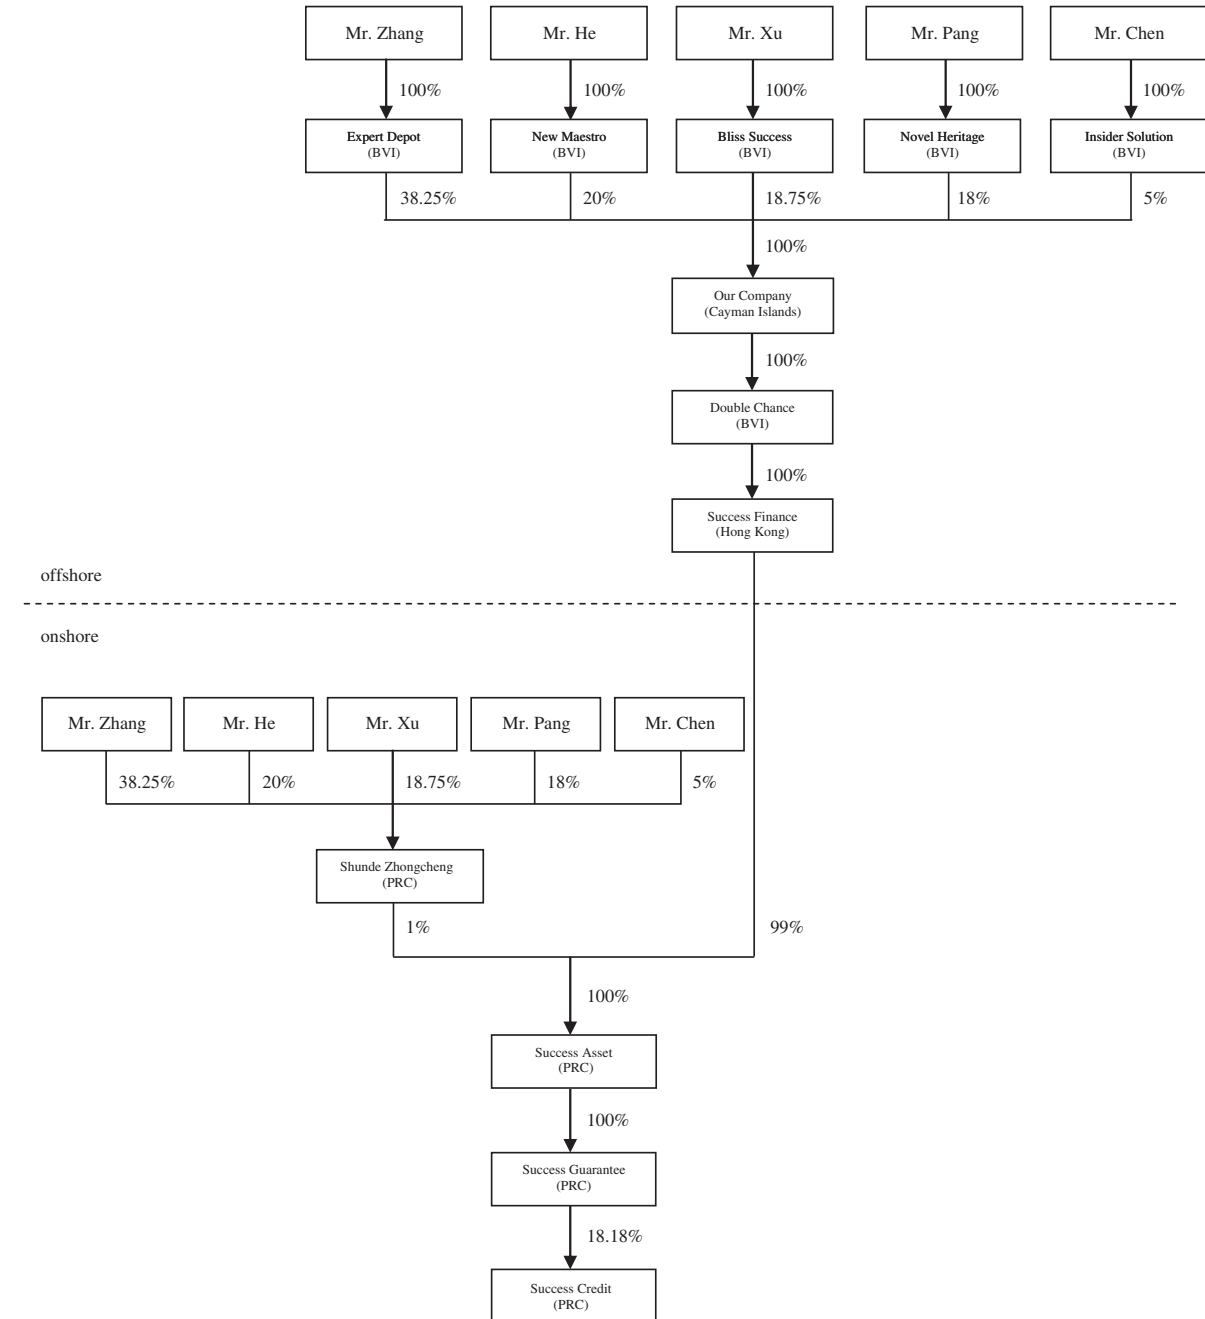 Mr. Zhang
Mr. He
Mr. Xu
Mr. Pang
Mr. Chen
100%
100%
100%
100%
100%
Expert Depot
(BVI)
New Maestro
(BVI)
Bliss Success
(BVI)
Novel Heritage
(BVI)
Insider Solution
(BVI)
38.25%
20%
18.75%
18%
5%
100%
Our Company
(Cayman Islands)
100%
Double Chance
(BVI)
100%
Success Finance
(Hong Kong)
offshore
onshore
Mr. Zhang
Mr. He
Mr. Xu
Mr. Pang
Mr. Chen
38.25%
20%
18.75%
18%
5%
Shunde Zhongcheng
(PRC)
1%
99%
100%
Success Asset
(PRC)
100%
Success Guarantee
(PRC)
18.18%
Success Credit
(PRC)